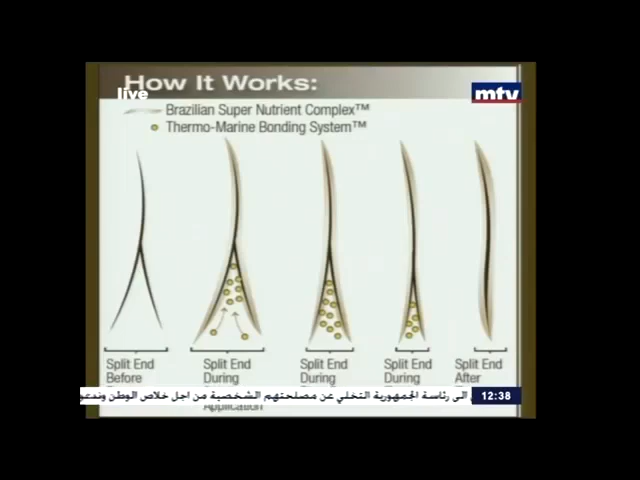 How It Works:
live
mtv
Brazilian Super Nutrient Complex™
Thermo-Marine Bonding System™
Split End
Before
Split End
During
Application
Split End
During
Split End
During
Split End
After
الى رئاسة الجمهورية التخلي عن مصلحتهم الشخصية من اجل خلاص الوطن وندعو
12:38